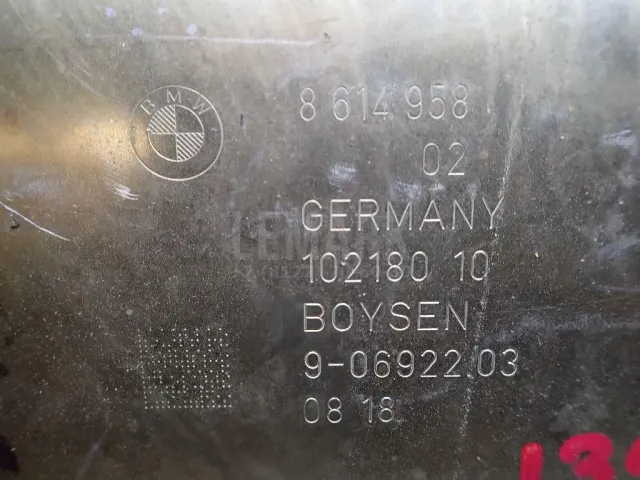 BMW
8 614 958
02
GERMANY
102180 10
BOYSEN
9-06922.03
08 18